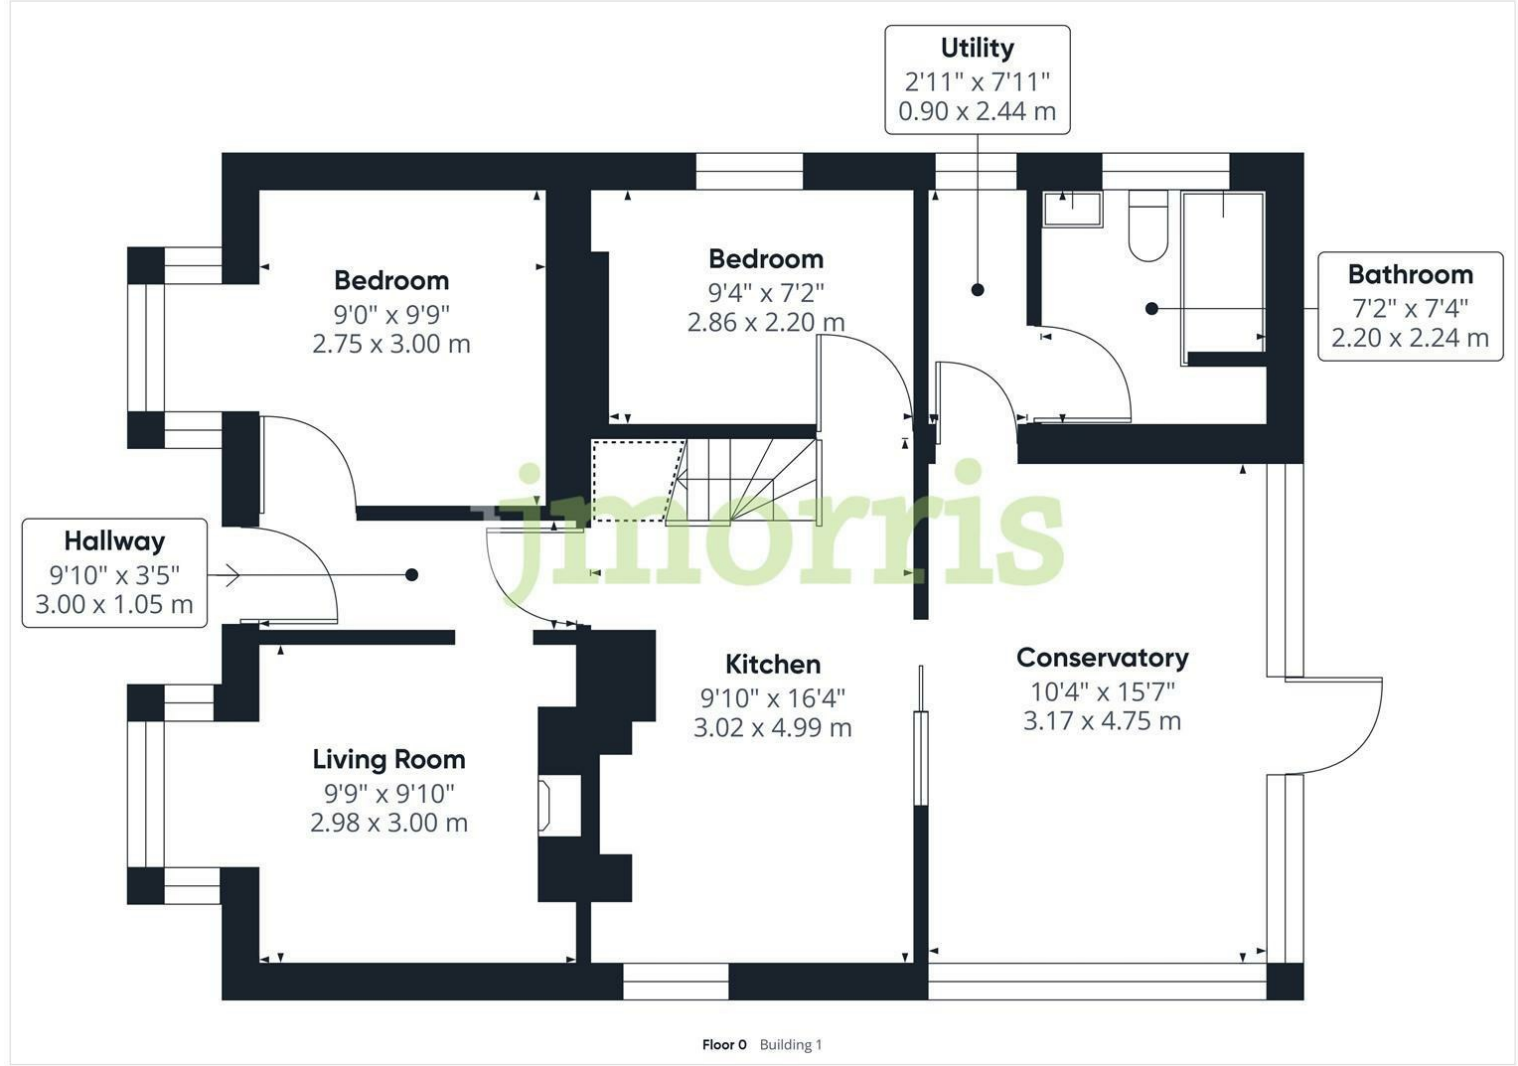 Utility
2'11" x 7'11"
0.90 x 2.44 m
Bedroom
9'0" x 9'9"
2.75 x 3.00 m
Bedroom
9'4" x 7'2"
2.86 x 2.20 m
Bathroom
7'2" x 7'4"
2.20 x 2.24 m
Hallway
9'10" x 3'5"
3.00 x 1.05 m
jmorris
Kitchen
9'10" x 16'4"
3.02 x 4.99 m
Conservatory
10'4" x 15'7"
3.17 x 4.75 m
Living Room
9'9" x 9'10"
2.98 x 3.00 m
Floor 0 Building 1